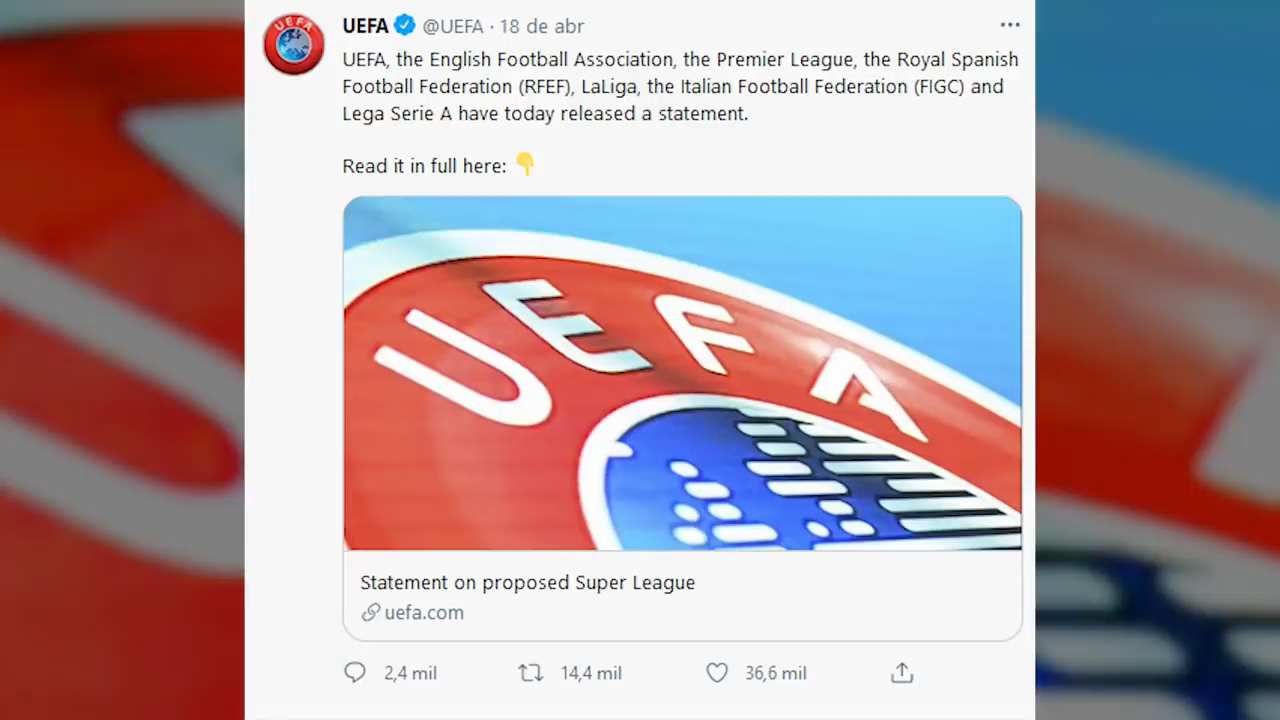 UEFA
UEFA @UEFA · 18 de abr
UEFA, the English Football Association, the Premier League, the Royal Spanish
Football Federation (RFEF), LaLiga, the Italian Football Federation (FIGC) and
Lega Serie A have today released a statement.
Read it in full here: 👇
UEFA
Statement on proposed Super League
uefa.com
2,4 mil 14,4 mil 36,6 mil